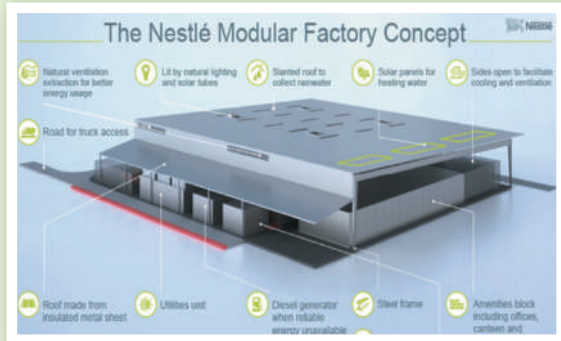 The Nestlé Modular Factory Concept
Nestlé
Natural ventilation
extraction for better
energy usage
Lit by natural lighting
and solar tubes
Slanted roof to
collect rainwater
Solar panels for
heating water
Sides open to facilitate
cooling and ventilation
Road for truck access
Roof made from
insulated metal sheet
Utilities unit
Diesel generator
when reliable
energy unavailable
Steel frame
Amenities block
including offices,
canteen and